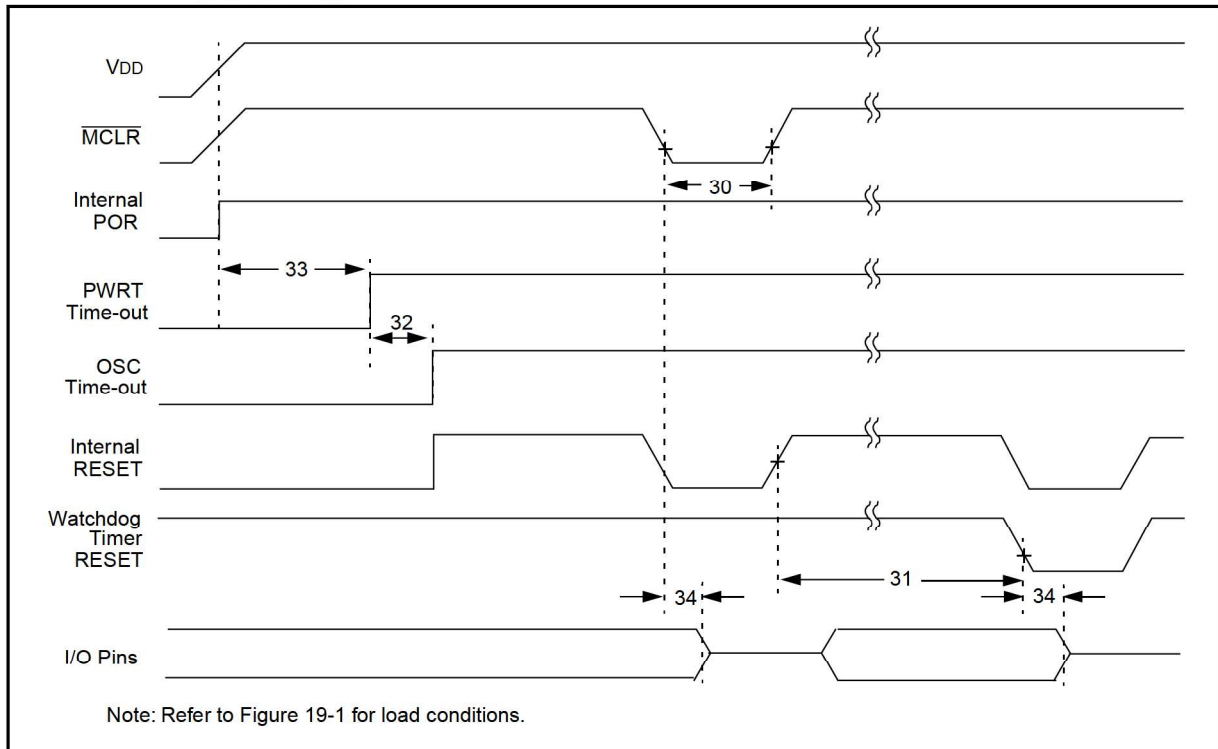 VDD
MCLR
30
Internal
POR
33
PWRT
Time-out
32
OSC
Time-out
Internal
RESET
Watchdog
Timer
RESET
31
34
34
I/O Pins
Note: Refer to Figure 19-1 for load conditions.